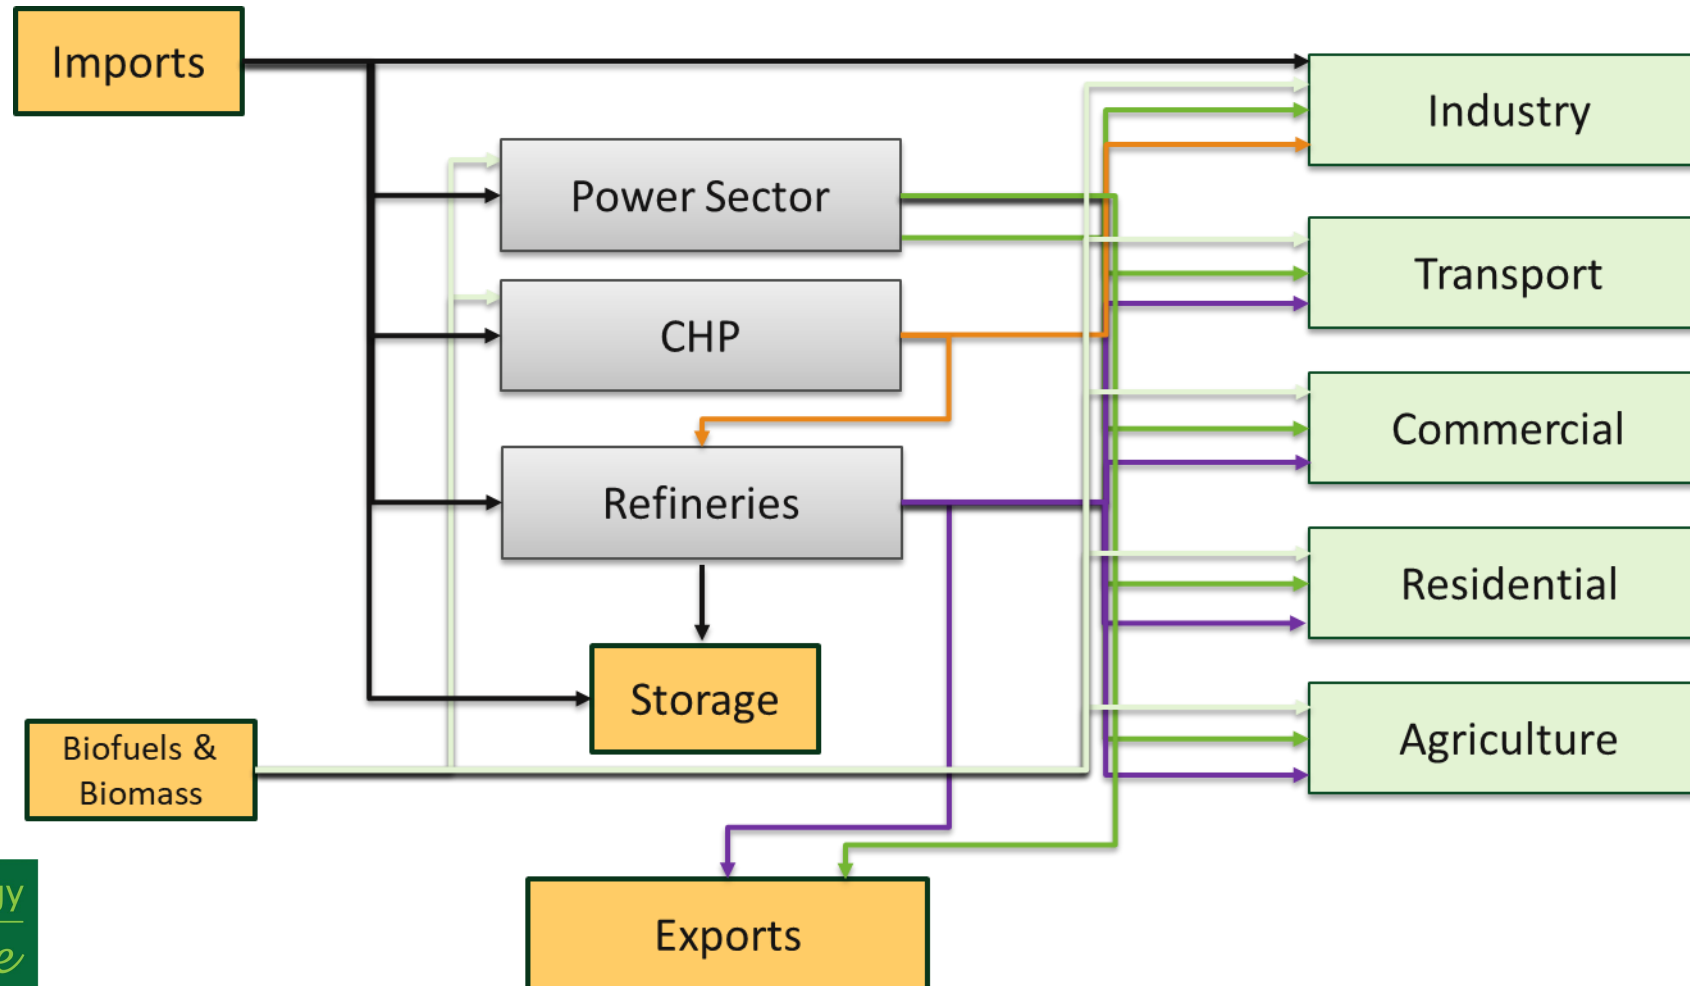 Imports
Industry
Power Sector
Transport
CHP
Commercial
Refineries
Residential
Storage
Biofuels &
Biomass
Agriculture
Exports